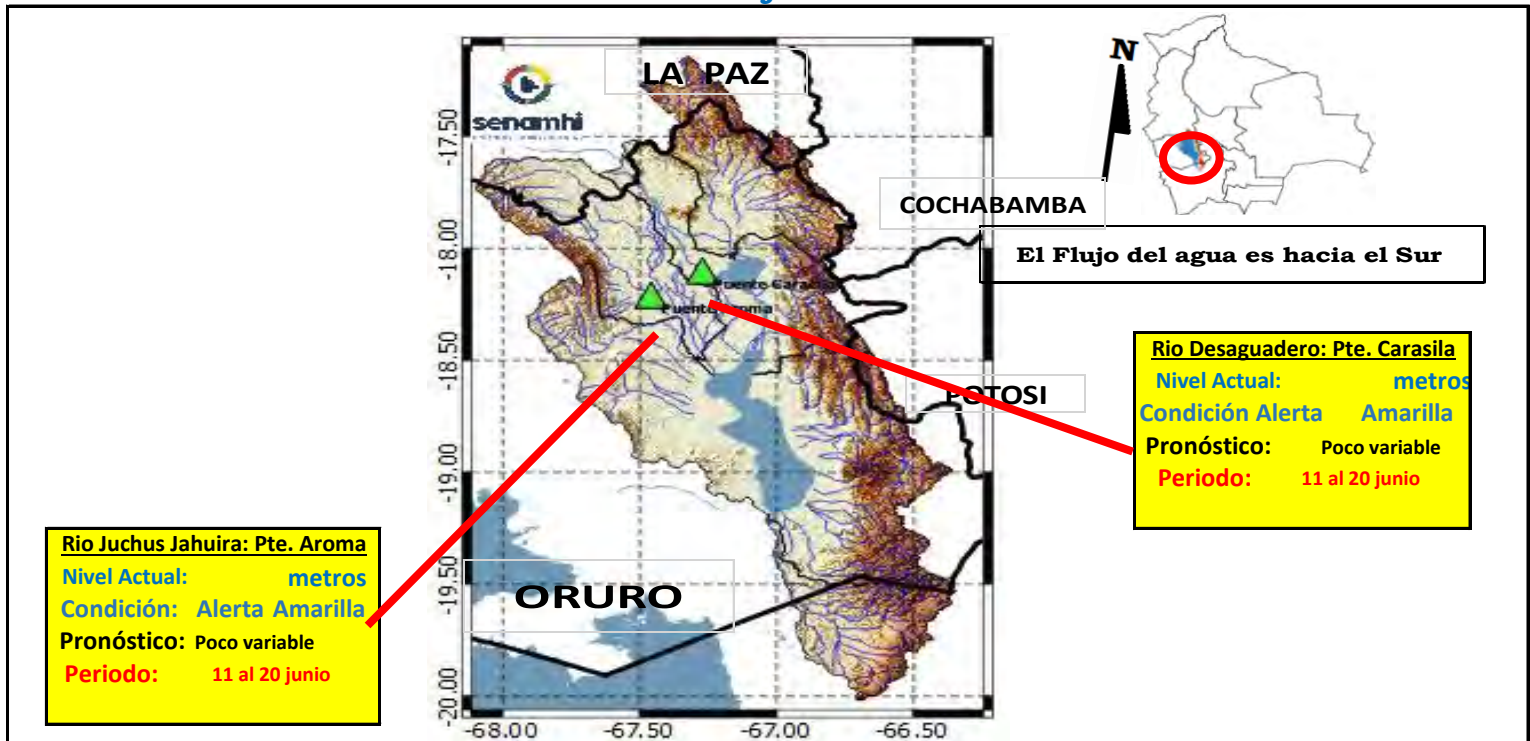 LA PAZ
senamhi
N
COCHABAMBA
El Flujo del agua es hacia el Sur
POTOSI
ORURO
Puente
Puente
Rio Desaguadero: Pte. Carasila
Nivel Actual: metros
Condición Alerta Amarilla
Pronóstico: Poco variable
Periodo: 11 al 20 junio
Rio Juchus Jahuira: Pte. Aroma
Nivel Actual: metros
Condición: Alerta Amarilla
Pronóstico: Poco variable
Periodo: 11 al 20 junio
-17.50
-18.00
-18.50
-19.00
-19.50
-20.00
-68.00 -67.50 -67.00 -66.50